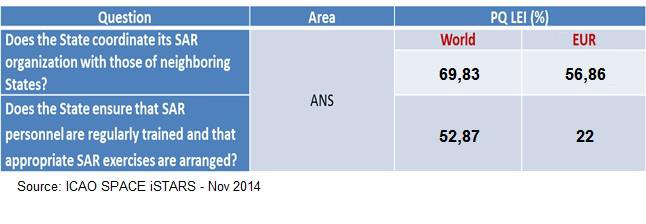 Question Area PQ LEI (%)
Does the State coordinate its SAR
organization with those of neighboring
States?
World EUR
69,83 56,86
ANS
Does the State ensure that SAR
personnel are regularly trained and that
appropriate SAR exercises are arranged?
52,87 22
Source: ICAO SPACE iSTARS - Nov 2014